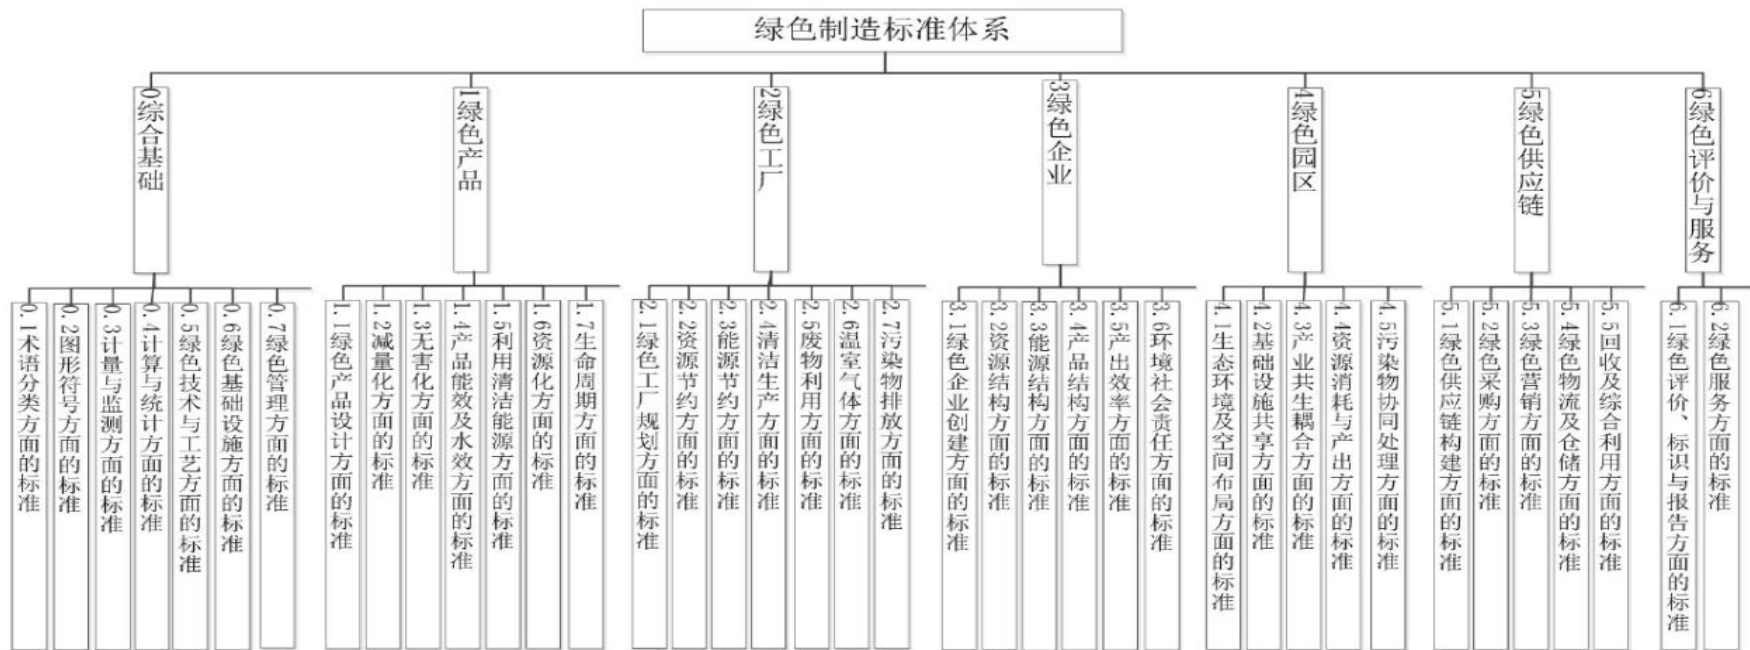 绿色制造标准体系
0综合基础
1绿色产品
2绿色工厂
3绿色企业
4绿色园区
5绿色供应链
6绿色评价与服务
0.1术语分类方面的标准
0.2图形符号方面的标准
0.3计量与监测方面的标准
0.4计算与统计方面的标准
0.5绿色技术与工艺方面的标准
0.6绿色基础设施方面的标准
0.7绿色管理方面的标准
1.1绿色产品设计方面的标准
1.2减量化方面的标准
1.3无害化方面的标准
1.4产品能效及水效方面的标准
1.5利用清洁能源方面的标准
1.6资源化方面的标准
1.7生命周期方面的标准
2.1绿色工厂规划方面的标准
2.2资源节约方面的标准
2.3能源节约方面的标准
2.4清洁生产方面的标准
2.5废物利用方面的标准
2.6温室气体方面的标准
2.7污染物排放方面的标准
3.1绿色企业创建方面的标准
3.2资源结构方面的标准
3.3能源结构方面的标准
3.4产品结构方面的标准
3.5产出效率方面的标准
3.6环境社会责任方面的标准
4.1生态环境及空间布局方面的标准
4.2基础设施共享方面的标准
4.3产业共生耦合方面的标准
4.4资源消耗与产出方面的标准
4.5污染物协同处理方面的标准
5.1绿色供应链构建方面的标准
5.2绿色采购方面的标准
5.3绿色营销方面的标准
5.4绿色物流及仓储方面的标准
5.5回收及综合利用方面的标准
6.1绿色评价、标识与报告方面的标准
6.2绿色服务方面的标准